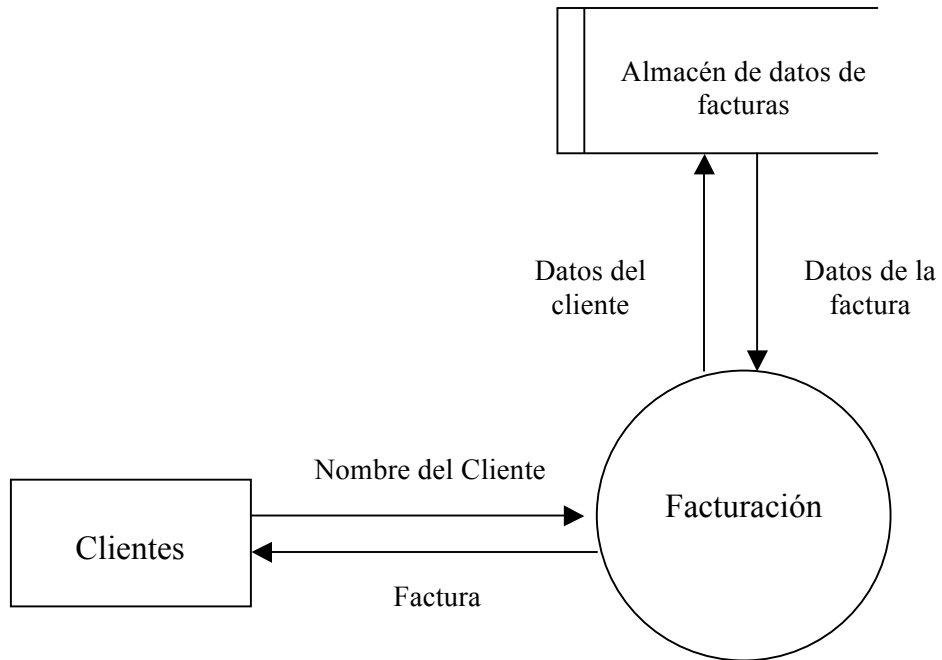 Almacén de datos de
facturas
Datos del
cliente
Datos de la
factura
Nombre del Cliente
Facturación
Clientes
Factura